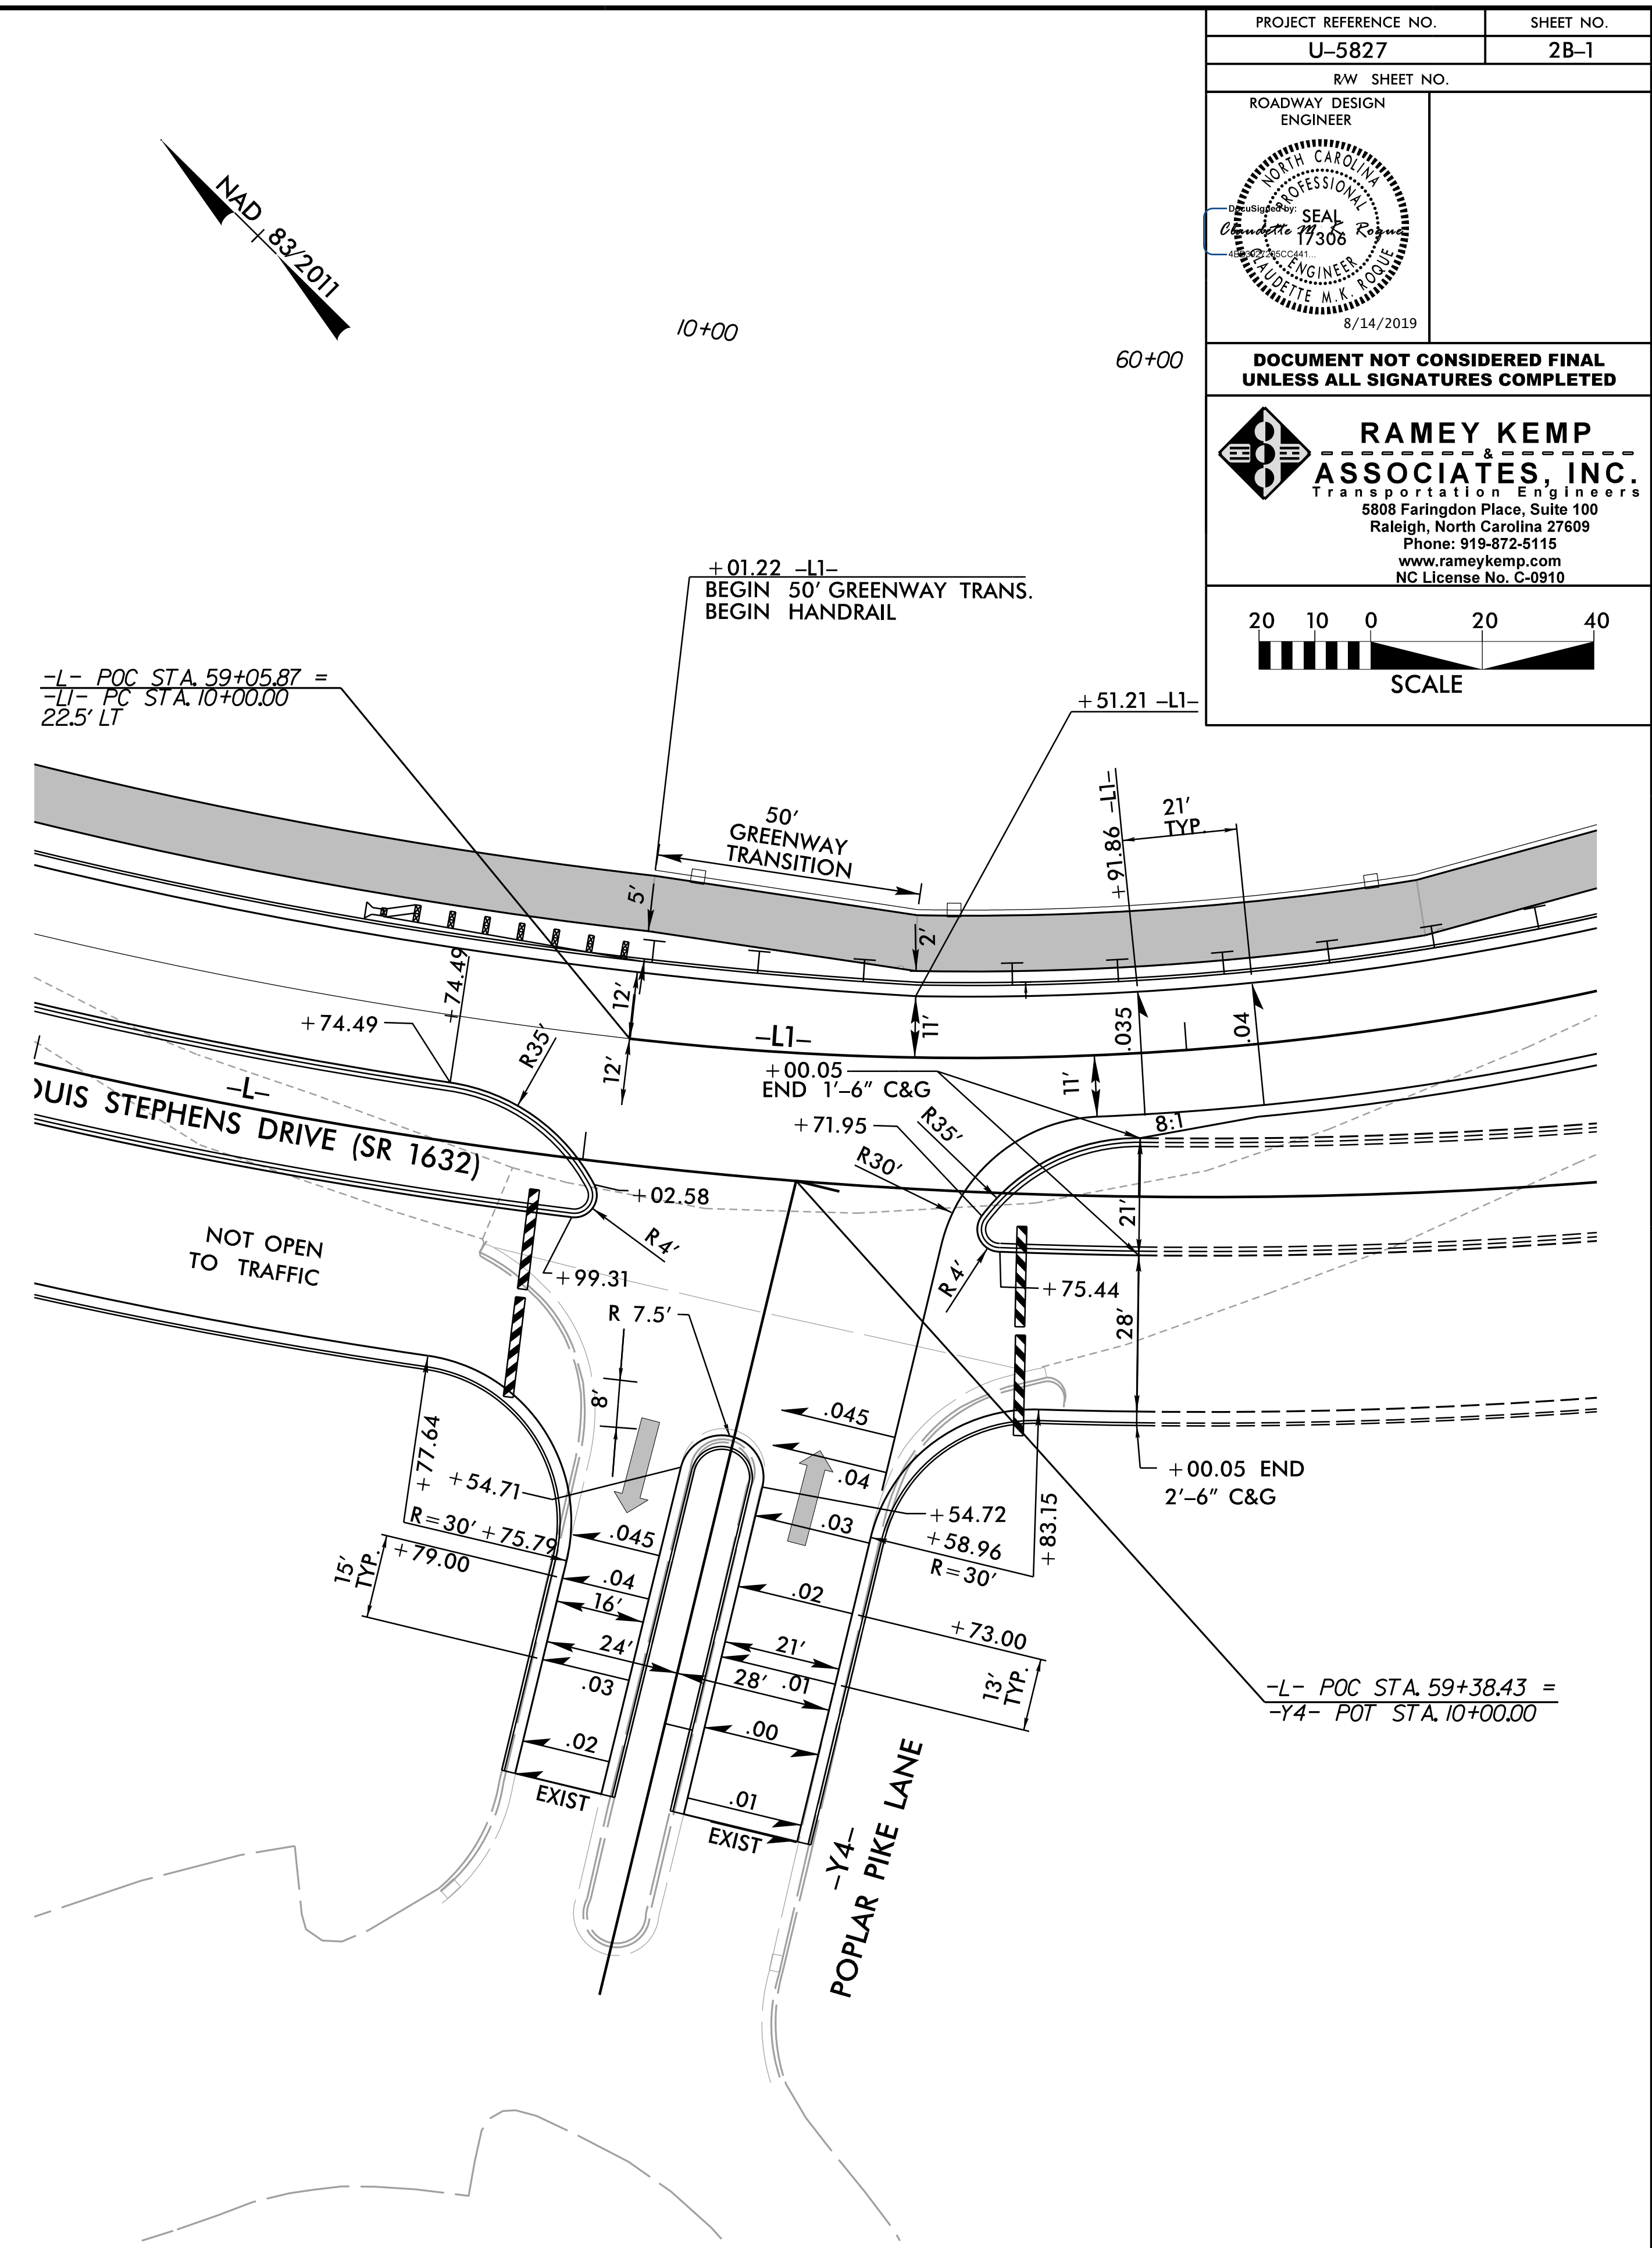 PROJECT REFERENCE NO.
SHEET NO.
U–5827
2B–1
R/W SHEET NO.
ROADWAY DESIGN
ENGINEER
NORTH CAROLINA
PROFESSIONAL
DocuSigned by:
SEAL
Claudette M. K. Roque
17306
ENGINEER
CLAUDETTE M.K. ROQUE
8/14/2019
DOCUMENT NOT CONSIDERED FINAL
UNLESS ALL SIGNATURES COMPLETED
RAMEY KEMP
&
ASSOCIATES, INC.
Transportation Engineers
5808 Faringdon Place, Suite 100
Raleigh, North Carolina 27609
Phone: 919-872-5115
www.rameykemp.com
NC License No. C-0910
20 10 0 20 40
SCALE
NAD 83/2011
10+00
60+00
+01.22 –L1–
BEGIN 50' GREENWAY TRANS.
BEGIN HANDRAIL
-L- POC STA. 59+05.87 =
-L1- PC STA. 10+00.00
22.5' LT
+51.21 –L1–
+91.86 –L1–
21'
TYP.
50'
GREENWAY
TRANSITION
5'
2'
+74.49
+74.49
12'
12'
R35'
–L1–
11'
11'
.035
.04
+00.05
END 1'–6" C&G
+71.95
R35'
R30'
8:1
–L–
OUIS STEPHENS DRIVE (SR 1632)
+02.58
R4'
+99.31
NOT OPEN
TO TRAFFIC
R 7.5'
8'
21'
R4'
+75.44
28'
.045
.04
.03
+77.64
+54.71
R=30' +75.79
+79.00
15'
TYP.
.045
.04
16'
24'
.03
.02
EXIST
+54.72
+58.96
R=30'
+83.15
+00.05 END
2'–6" C&G
.02
+73.00
21'
28' .01
13'
TYP.
.00
.01
EXIST
-L- POC STA. 59+38.43 =
-Y4- POT STA. 10+00.00
–Y4–
POPLAR PIKE LANE